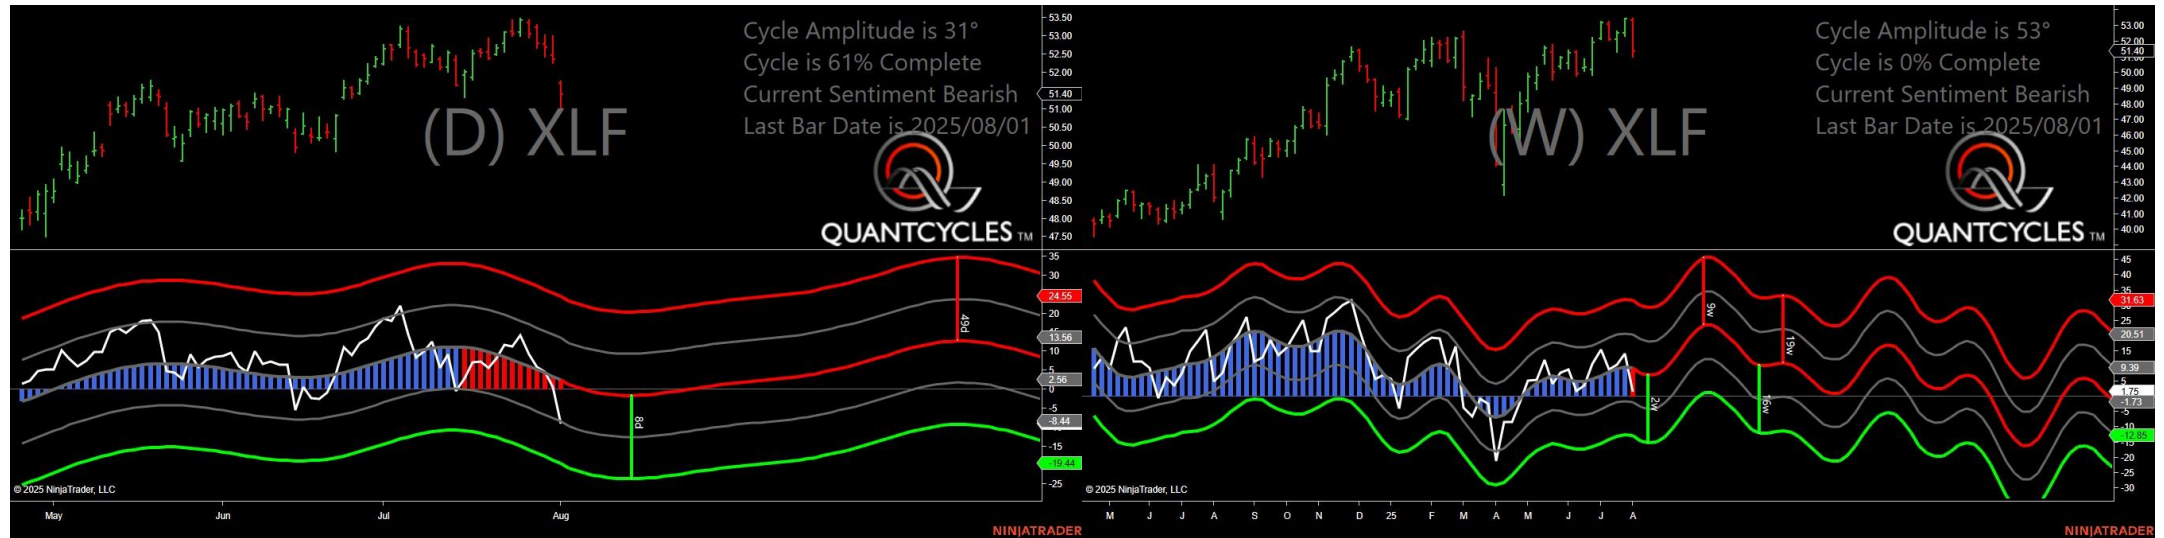 Cycle Amplitude is 31°
Cycle is 61% Complete
Current Sentiment Bearish
Last Bar Date is 2025/08/01
(D) XLF
QUANTCYCLES TM
53.50
53.00
52.50
52.00
51.40
51.00
50.50
50.00
49.50
49.00
48.50
48.00
47.50
35
30
24.55
20
13.56
10
5
2.56
0
-5
-8.44
-15
-19.44
-25
49d
8d
© 2025 NinjaTrader, LLC
May Jun Jul Aug
NINJATRADER
Cycle Amplitude is 53°
Cycle is 0% Complete
Current Sentiment Bearish
Last Bar Date is 2025/08/01
(W) XLF
QUANTCYCLES TM
53.00
52.00
51.40
50.00
49.00
48.00
47.00
46.00
45.00
44.00
43.00
42.00
41.00
40.00
45
40
35
31.63
25
20.51
15
9.39
5
1.75
-1.73
-5
-10
-12.85
-20
-25
-30
9w
19w
2w
16w
© 2025 NinjaTrader, LLC
M J J A S O N D 25 F M A M J J A
NINJATRADER